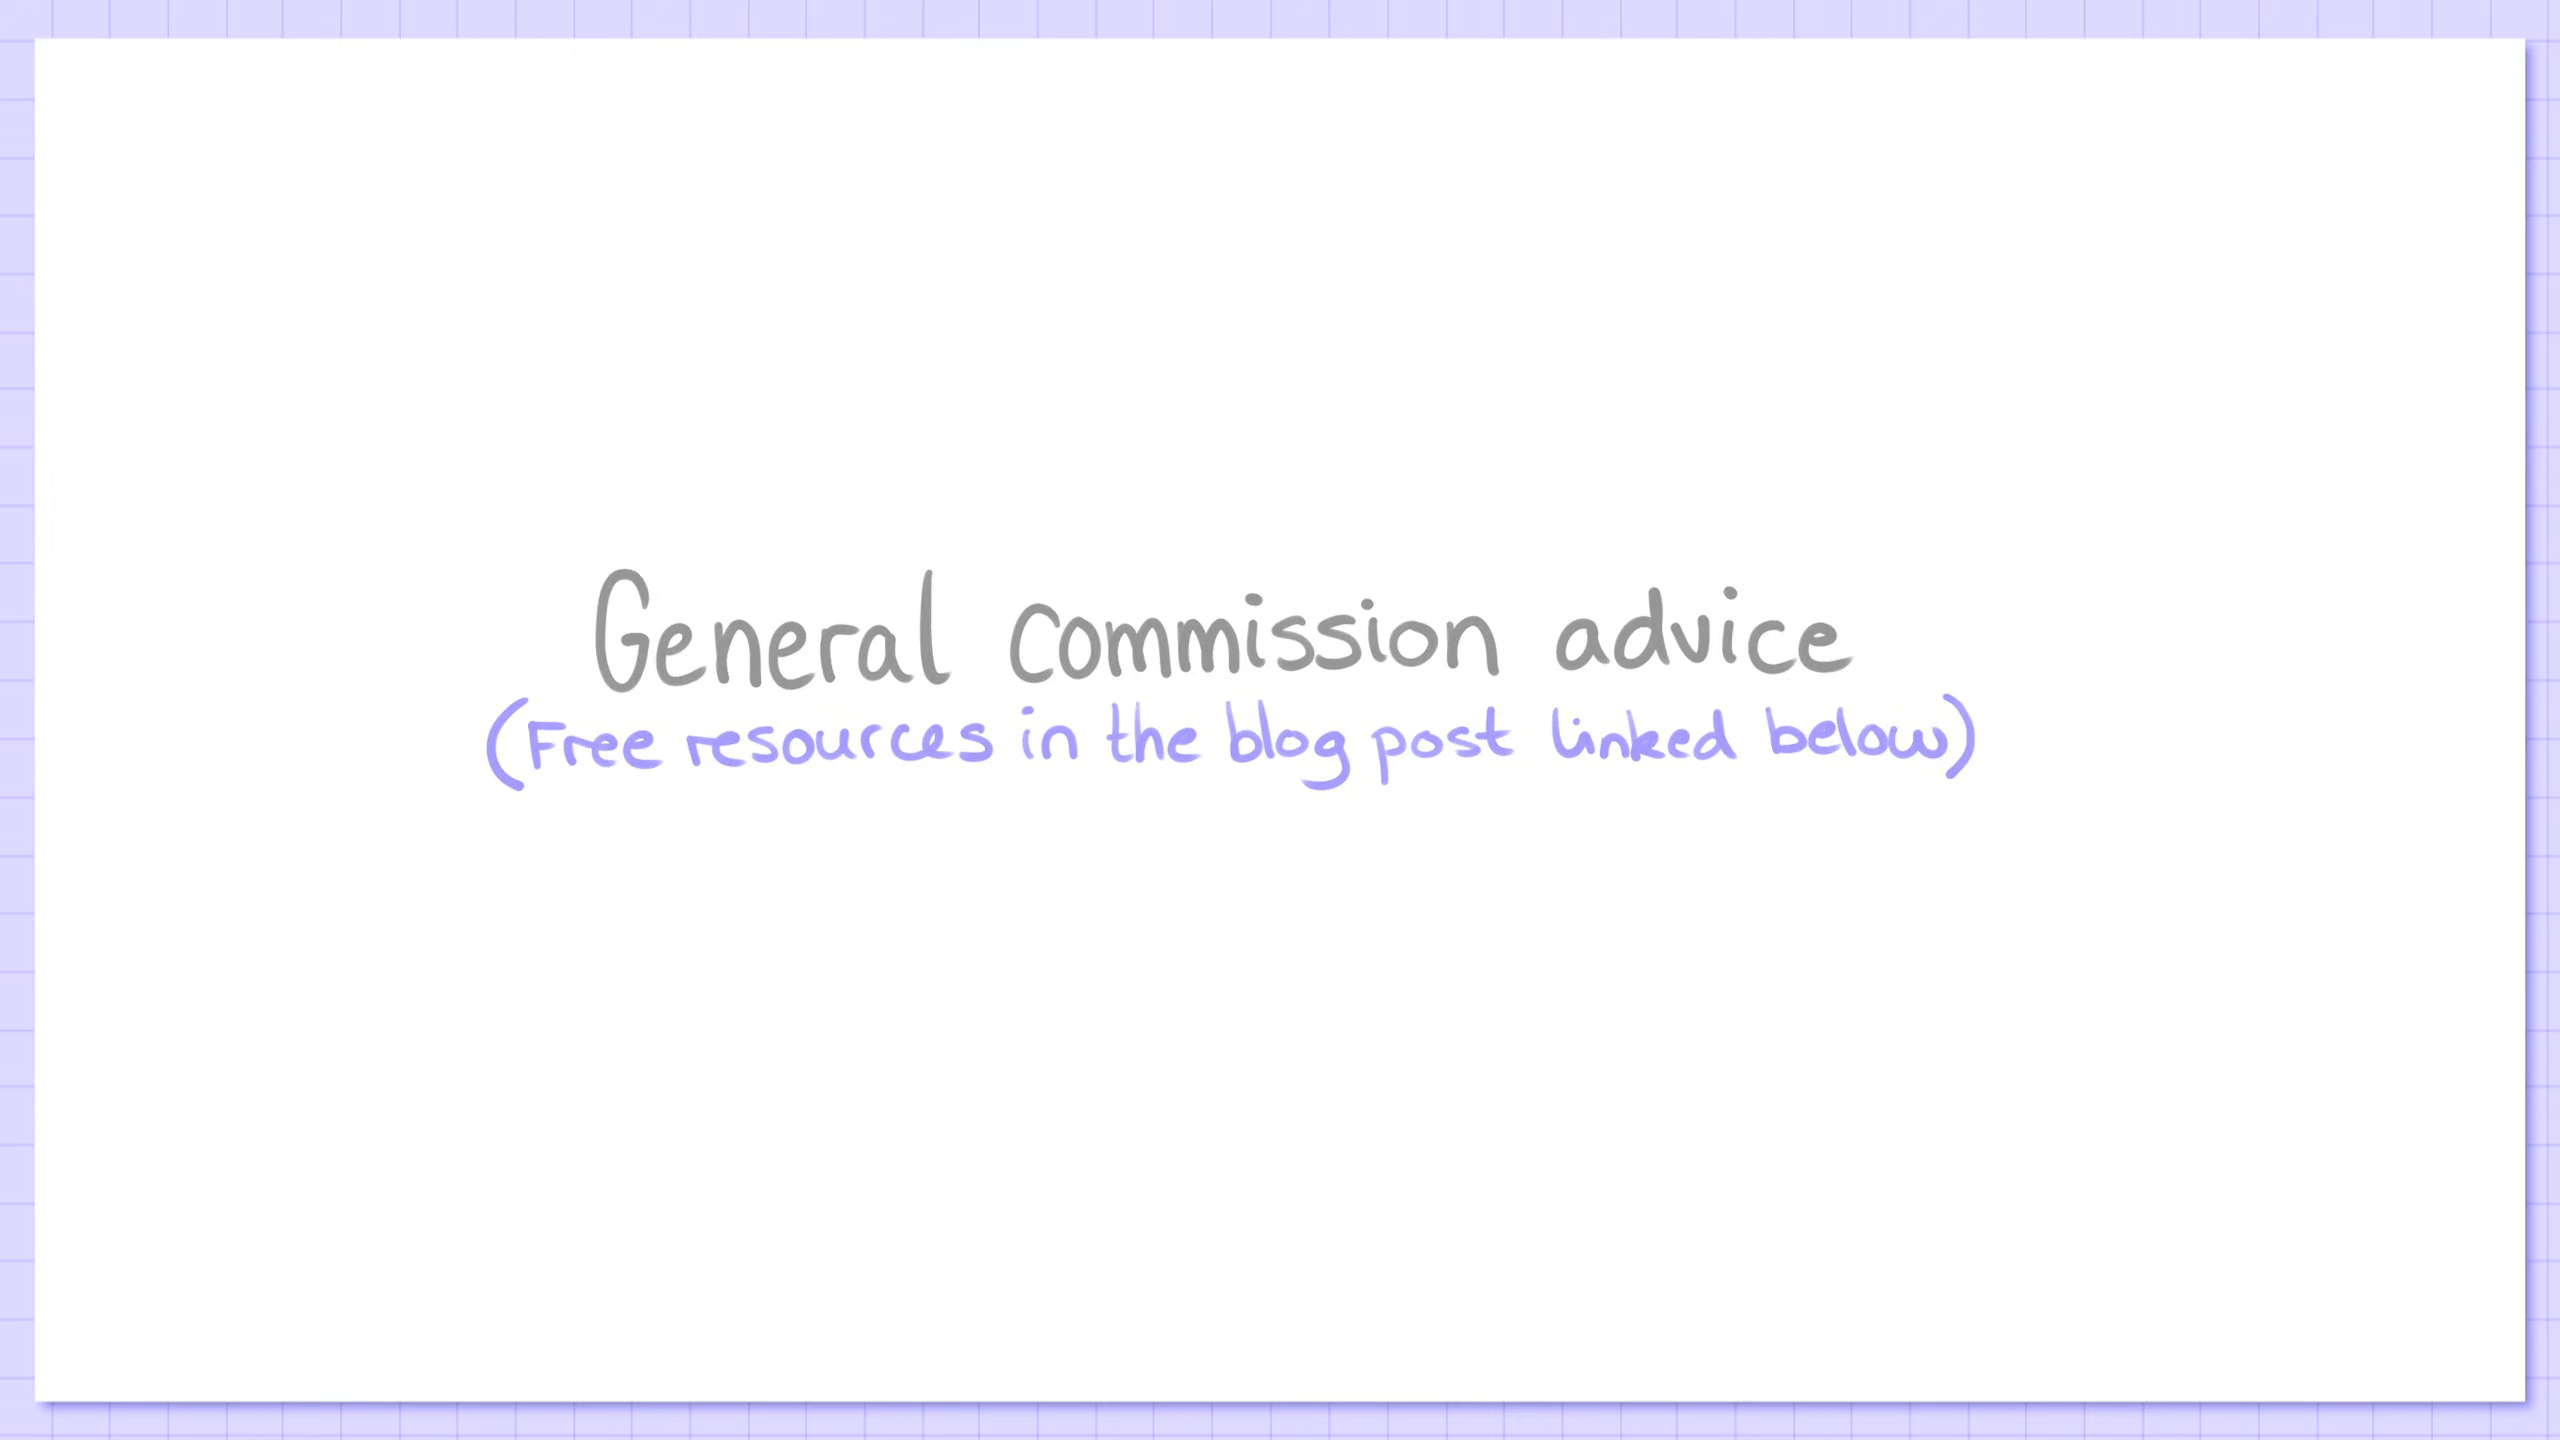 General commission advice
(Free resources in the blog post linked below)